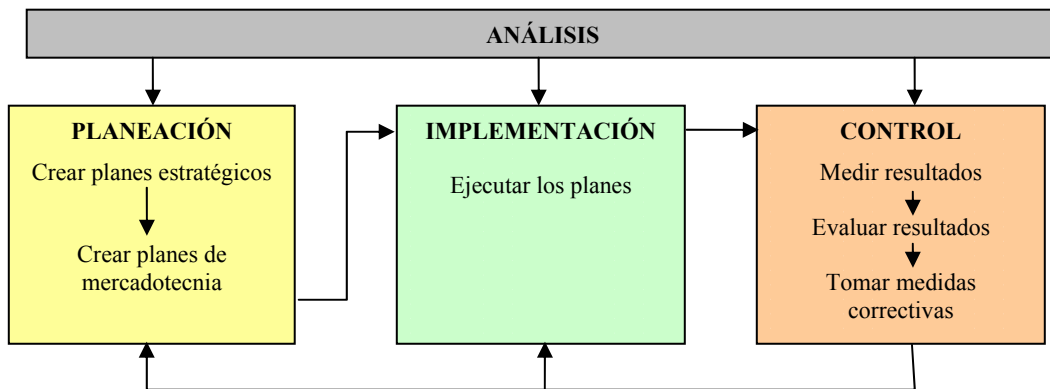 ANÁLISIS
PLANEACIÓN
Crear planes estratégicos
Crear planes de
mercadotecnia
IMPLEMENTACIÓN
Ejecutar los planes
CONTROL
Medir resultados
Evaluar resultados
Tomar medidas
correctivas